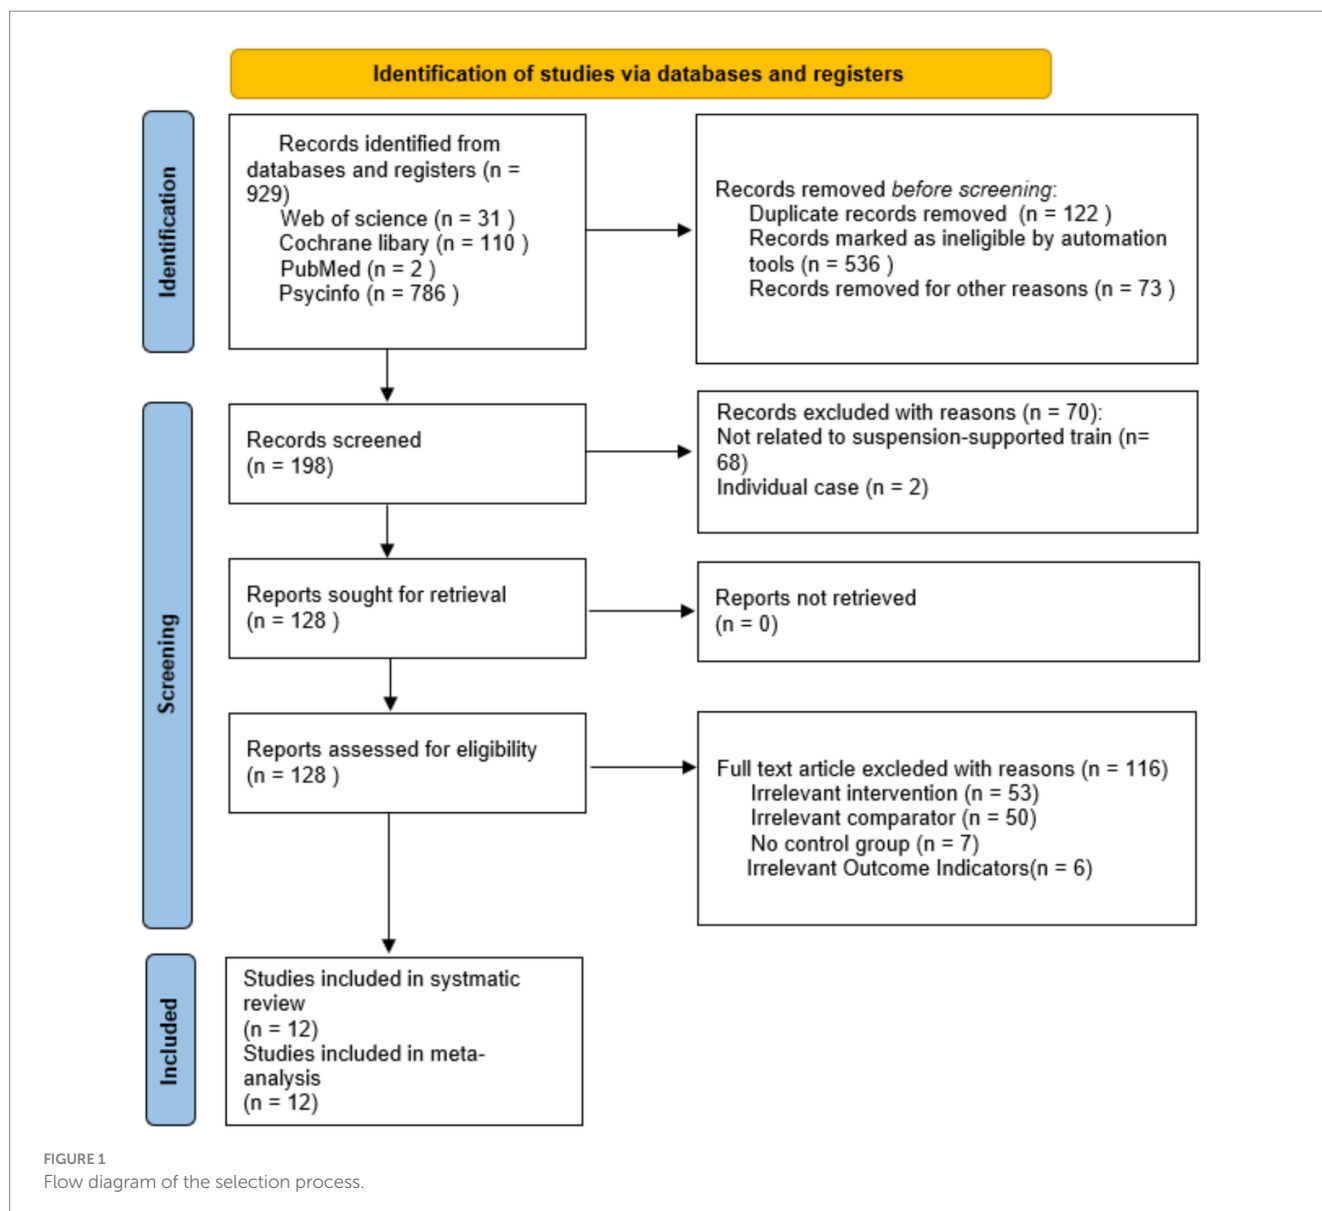 Identification of studies via databases and registers
Identification
Records identified from
databases and registers (n =
929)
Web of science (n = 31 )
Cochrane libary (n = 110 )
PubMed (n = 2 )
Psycinfo (n = 786 )
Records removed before screening:
Duplicate records removed (n = 122 )
Records marked as ineligible by automation
tools (n = 536 )
Records removed for other reasons (n = 73 )
Screening
Records screened
(n = 198)
Records excluded with reasons (n = 70):
Not related to suspension-supported train (n=
68)
Individual case (n = 2)
Reports sought for retrieval
(n = 128 )
Reports not retrieved
(n = 0)
Reports assessed for eligibility
(n = 128 )
Full text article excleded with reasons (n = 116)
Irrelevant intervention (n = 53)
Irrelevant comparator (n = 50)
No control group (n = 7)
Irrelevant Outcome Indicators(n = 6)
Included
Studies included in systmatic
review
(n = 12)
Studies included in meta-
analysis
(n = 12)
FIGURE 1
Flow diagram of the selection process.